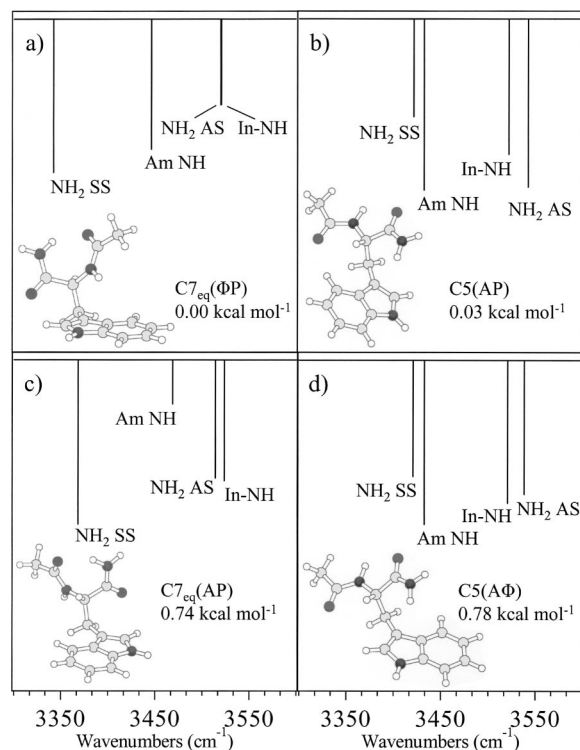 a)
NH₂ AS In-NH
Am NH
NH₂ SS
C7eq(ΦP)
0.00 kcal mol⁻¹
b)
NH₂ SS
In-NH
Am NH
NH₂ AS
C5(AP)
0.03 kcal mol⁻¹
c)
Am NH
NH₂ AS
In-NH
NH₂ SS
C7eq(AP)
0.74 kcal mol⁻¹
d)
NH₂ SS
NH₂ AS
In-NH
Am NH
C5(AΦ)
0.78 kcal mol⁻¹
3350 3450 3550
Wavenumbers (cm⁻¹)
3350 3450 3550
Wavenumbers (cm⁻¹)